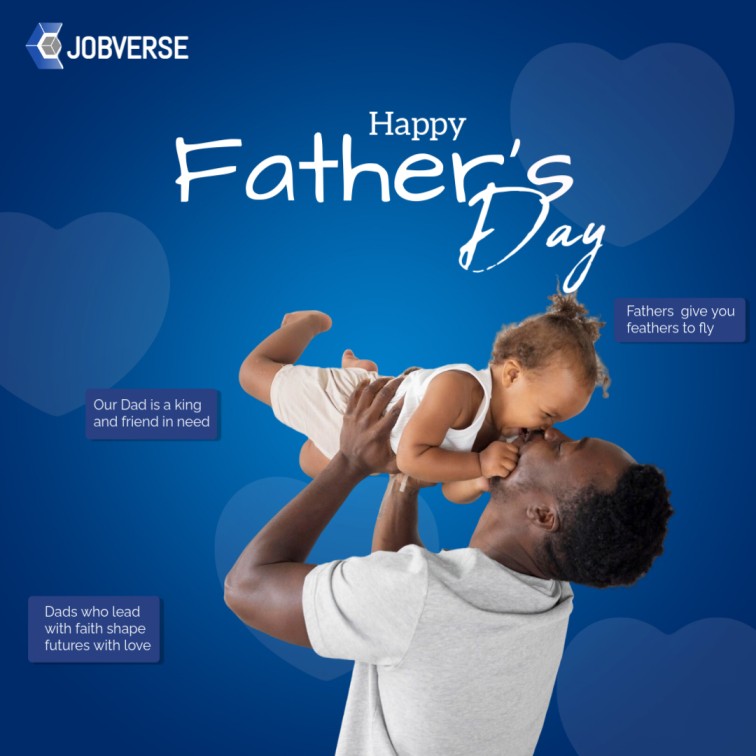 JOBVERSE
Happy
Father's
Day
Fathers give you
feathers to fly
Our Dad is a king
and friend in need
Dads who lead
with faith shape
futures with love